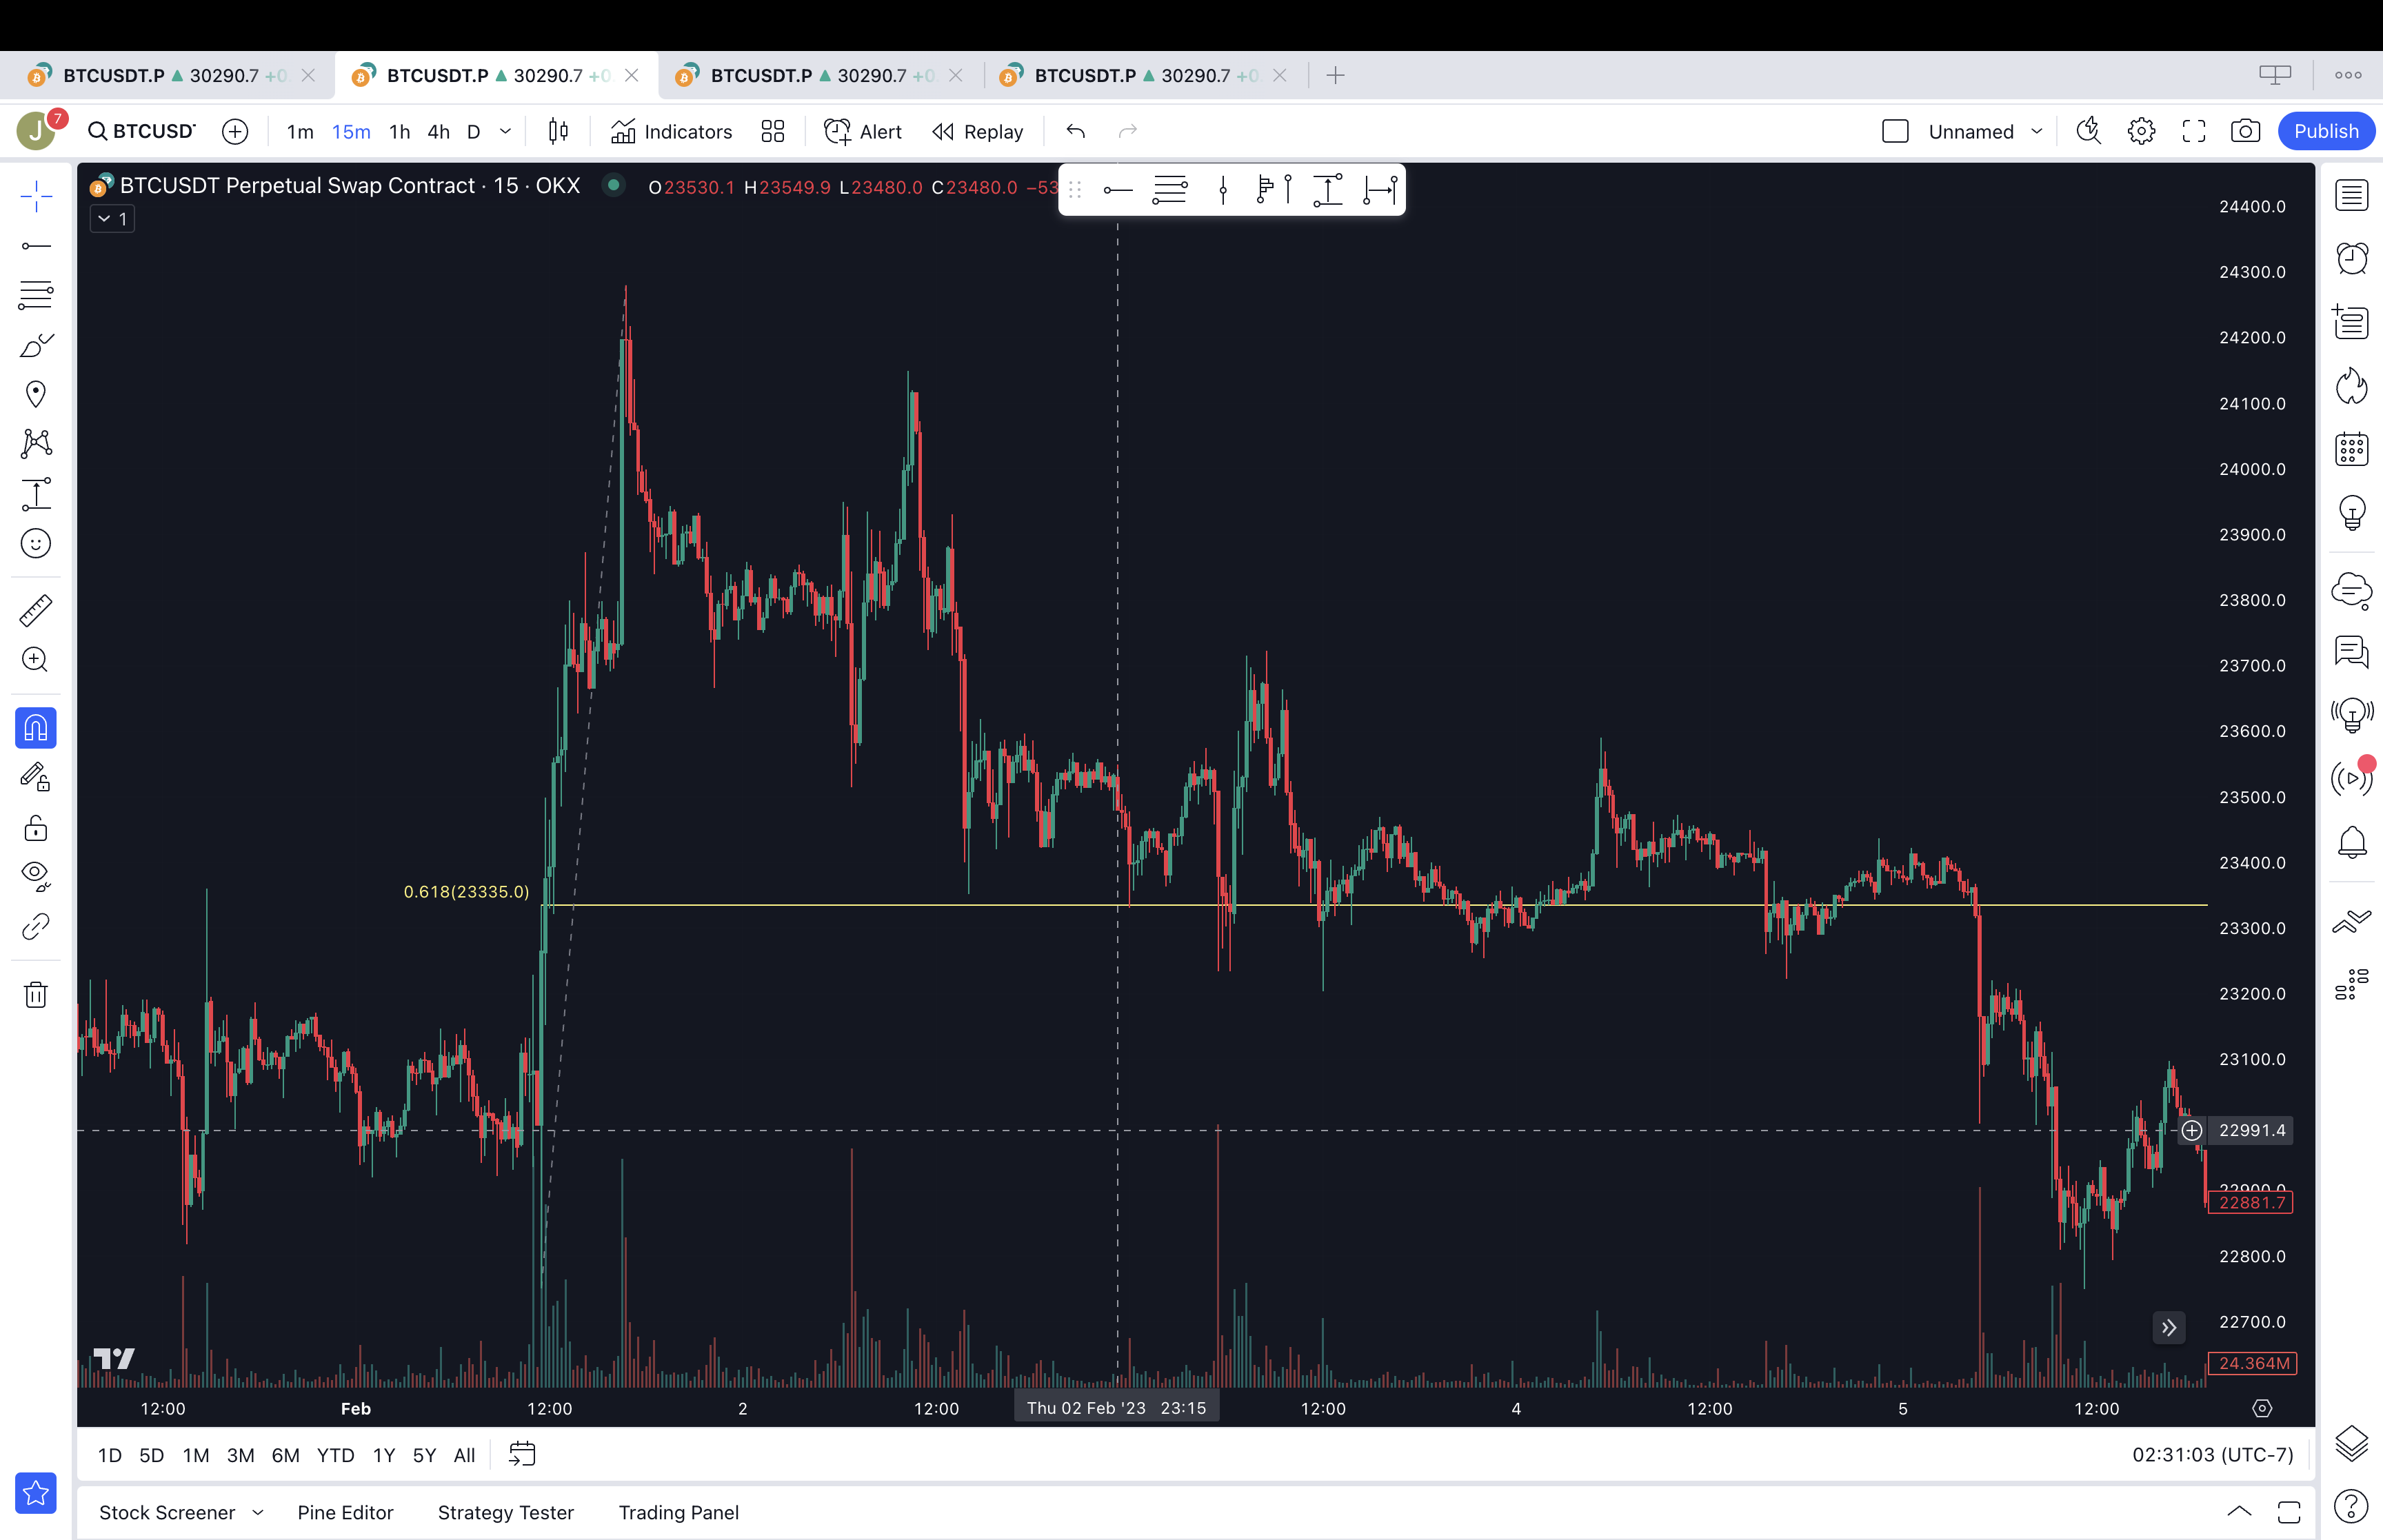 BTCUSDT.P ▲ 30290.7 +0
BTCUSDT.P ▲ 30290.7 +0
BTCUSDT.P ▲ 30290.7 +0
BTCUSDT.P ▲ 30290.7 +0
J 7 BTCUSD 1m 15m 1h 4h D Indicators Alert Replay Unnamed Publish
BTCUSDT Perpetual Swap Contract · 15 · OKX O23530.1 H23549.9 L23480.0 C23480.0 −53
1
24400.0
24300.0
24200.0
24100.0
24000.0
23900.0
23800.0
23700.0
23600.0
23500.0
23400.0
0.618(23335.0)
23300.0
23200.0
23100.0
22991.4
22900.0
22881.7
22800.0
22700.0
24.364M
12:00 Feb 12:00 2 12:00 Thu 02 Feb '23 23:15 12:00 4 12:00 5 12:00
1D 5D 1M 3M 6M YTD 1Y 5Y All 02:31:03 (UTC-7)
Stock Screener Pine Editor Strategy Tester Trading Panel